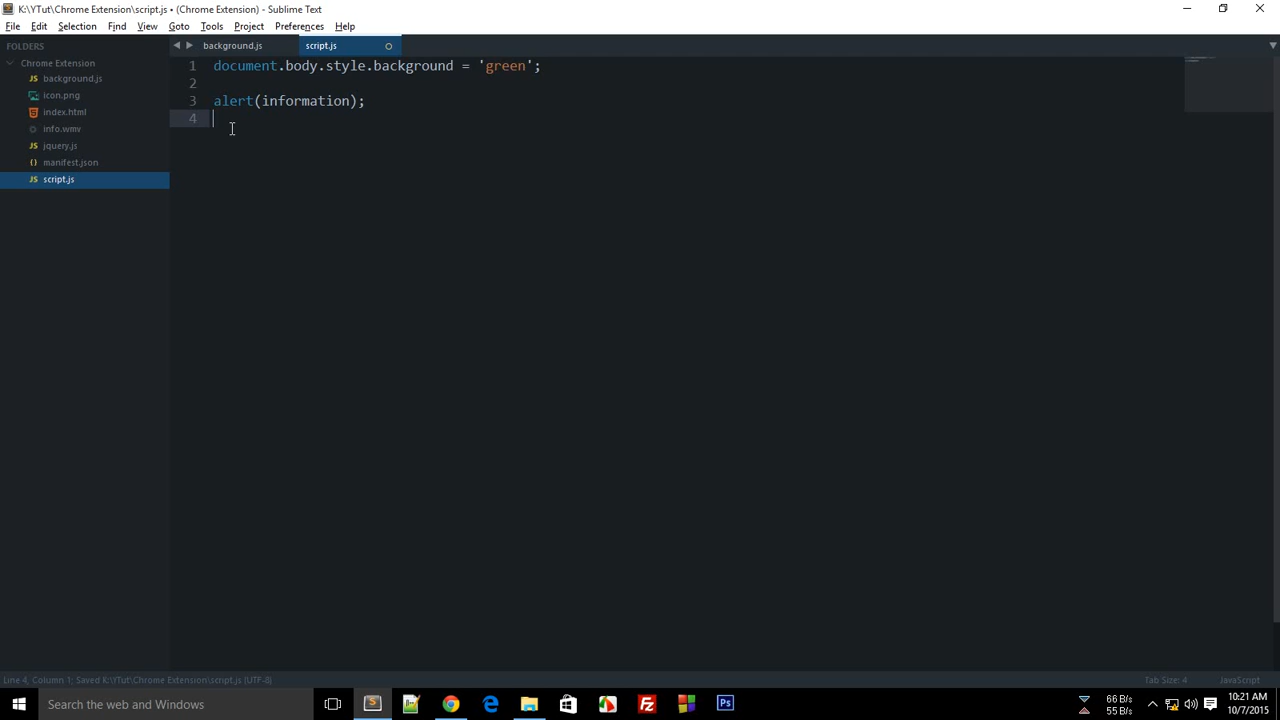 K:\YTut\Chrome Extension\script.js • (Chrome Extension) - Sublime Text
File Edit Selection Find View Goto Tools Project Preferences Help
FOLDERS
Chrome Extension
JS background.js
icon.png
index.html
info.wmv
JS jquery.js
{} manifest.json
JS script.js
background.js script.js
1 document.body.style.background = 'green';
2
3 alert(information);
4
Line 4, Column 1; Saved K:\YTut\Chrome Extension\script.js (UTF-8) Tab Size: 4 JavaScript
Search the web and Windows
66 B/s
55 B/s
10:21 AM
10/7/2015